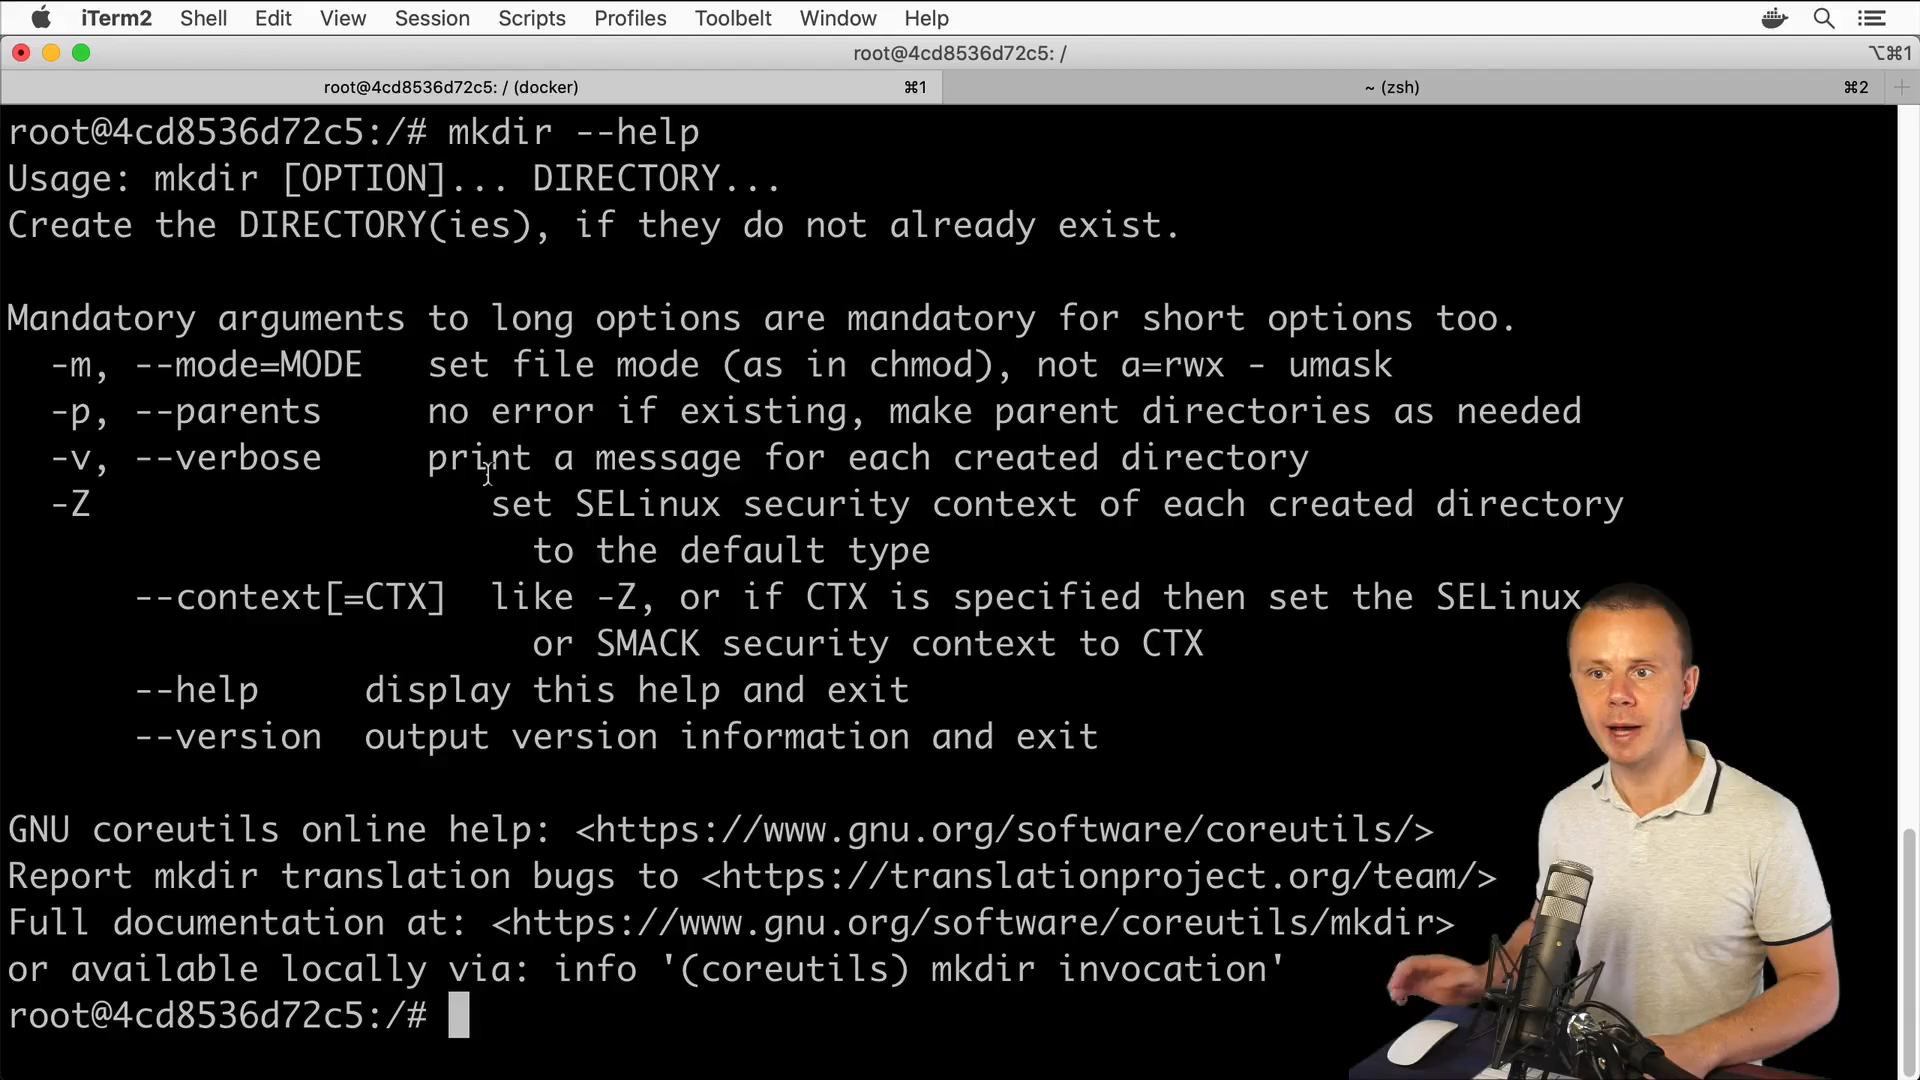 iTerm2 Shell Edit View Session Scripts Profiles Toolbelt Window Help
root@4cd8536d72c5: / ⌥⌘1
root@4cd8536d72c5: / (docker) ⌘1 ~ (zsh) ⌘2
root@4cd8536d72c5:/# mkdir --help
Usage: mkdir [OPTION]... DIRECTORY...
Create the DIRECTORY(ies), if they do not already exist.
Mandatory arguments to long options are mandatory for short options too.
-m, --mode=MODE set file mode (as in chmod), not a=rwx - umask
-p, --parents no error if existing, make parent directories as needed
-v, --verbose print a message for each created directory
-Z set SELinux security context of each created directory
to the default type
--context[=CTX] like -Z, or if CTX is specified then set the SELinux
or SMACK security context to CTX
--help display this help and exit
--version output version information and exit
GNU coreutils online help: <https://www.gnu.org/software/coreutils/>
Report mkdir translation bugs to <https://translationproject.org/team/>
Full documentation at: <https://www.gnu.org/software/coreutils/mkdir>
or available locally via: info '(coreutils) mkdir invocation'
root@4cd8536d72c5:/#